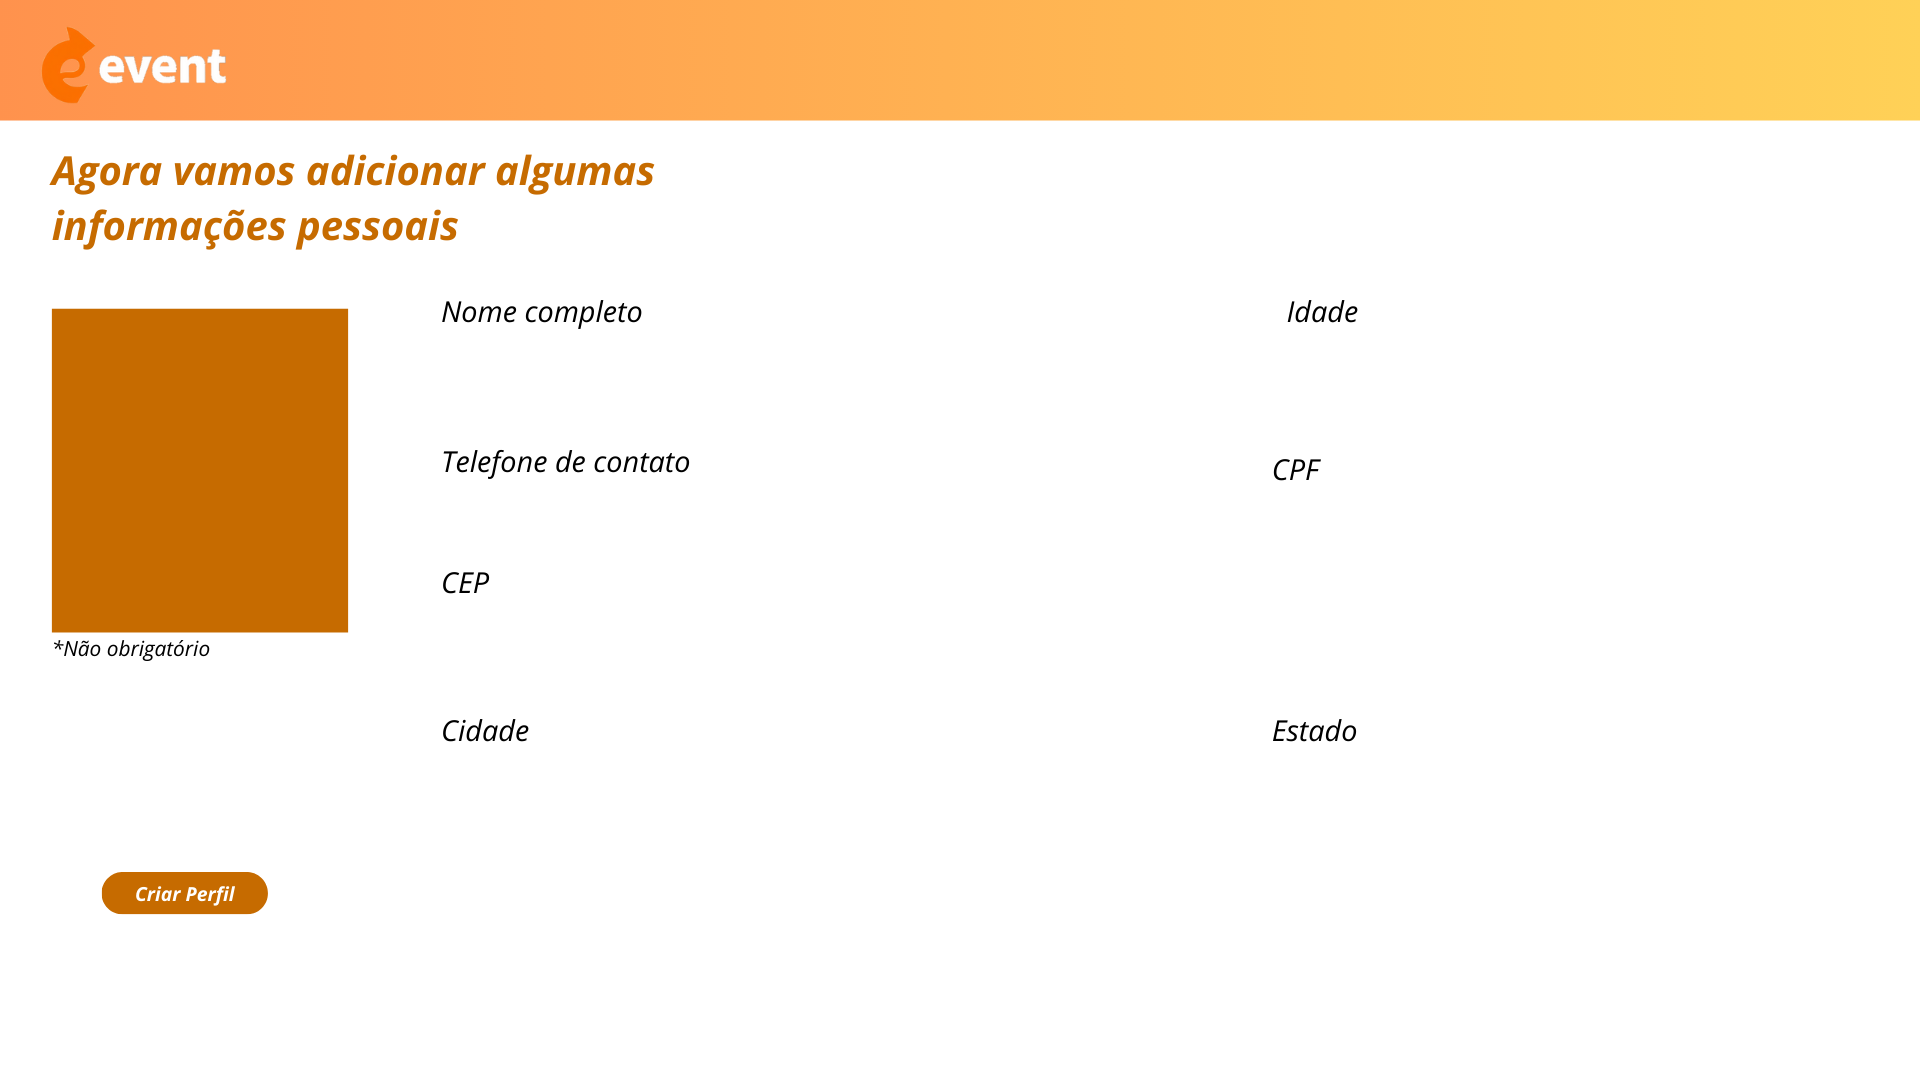 event
Agora vamos adicionar algumas
informações pessoais
Nome completo
Idade
Telefone de contato
CPF
CEP
*Não obrigatório
Cidade
Estado
Criar Perfil